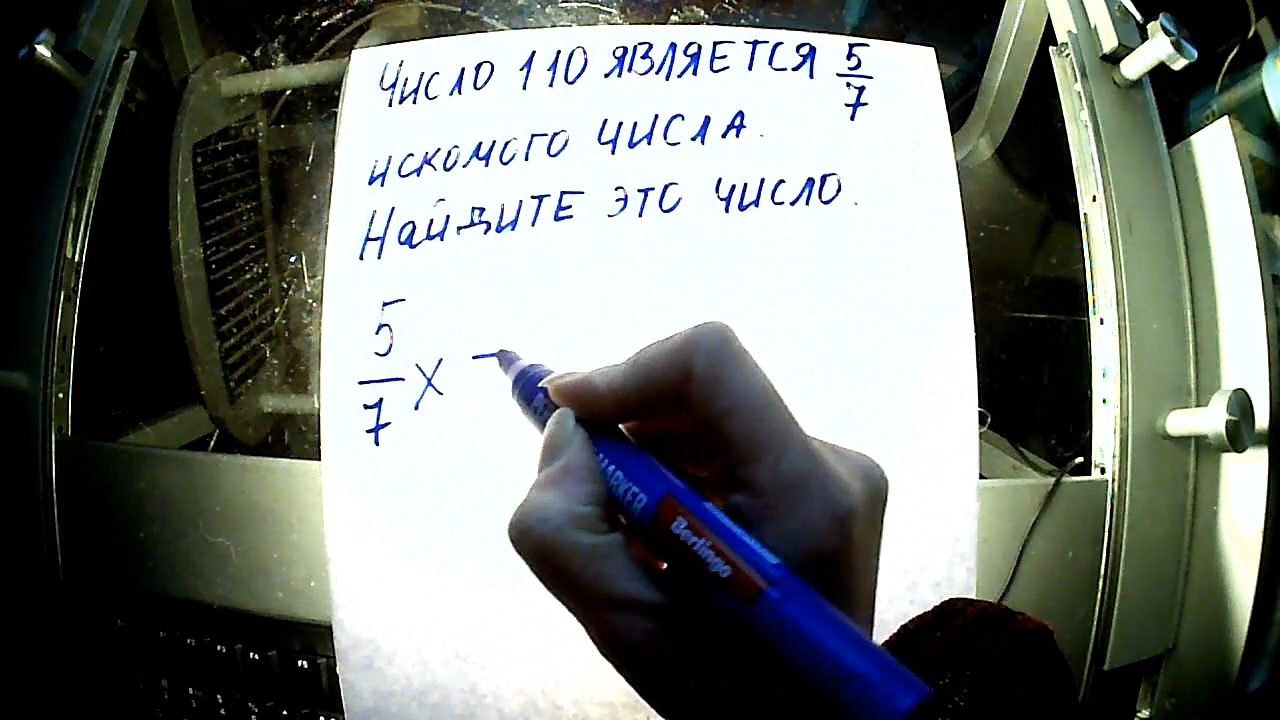 ЧИСЛО 110 ЯВЛЯЕТСЯ 5/7
ИСКОМОГО ЧИСЛА.
НАЙДИТЕ ЭТО ЧИСЛО.
5/7 x —
MARKER
Berlingo